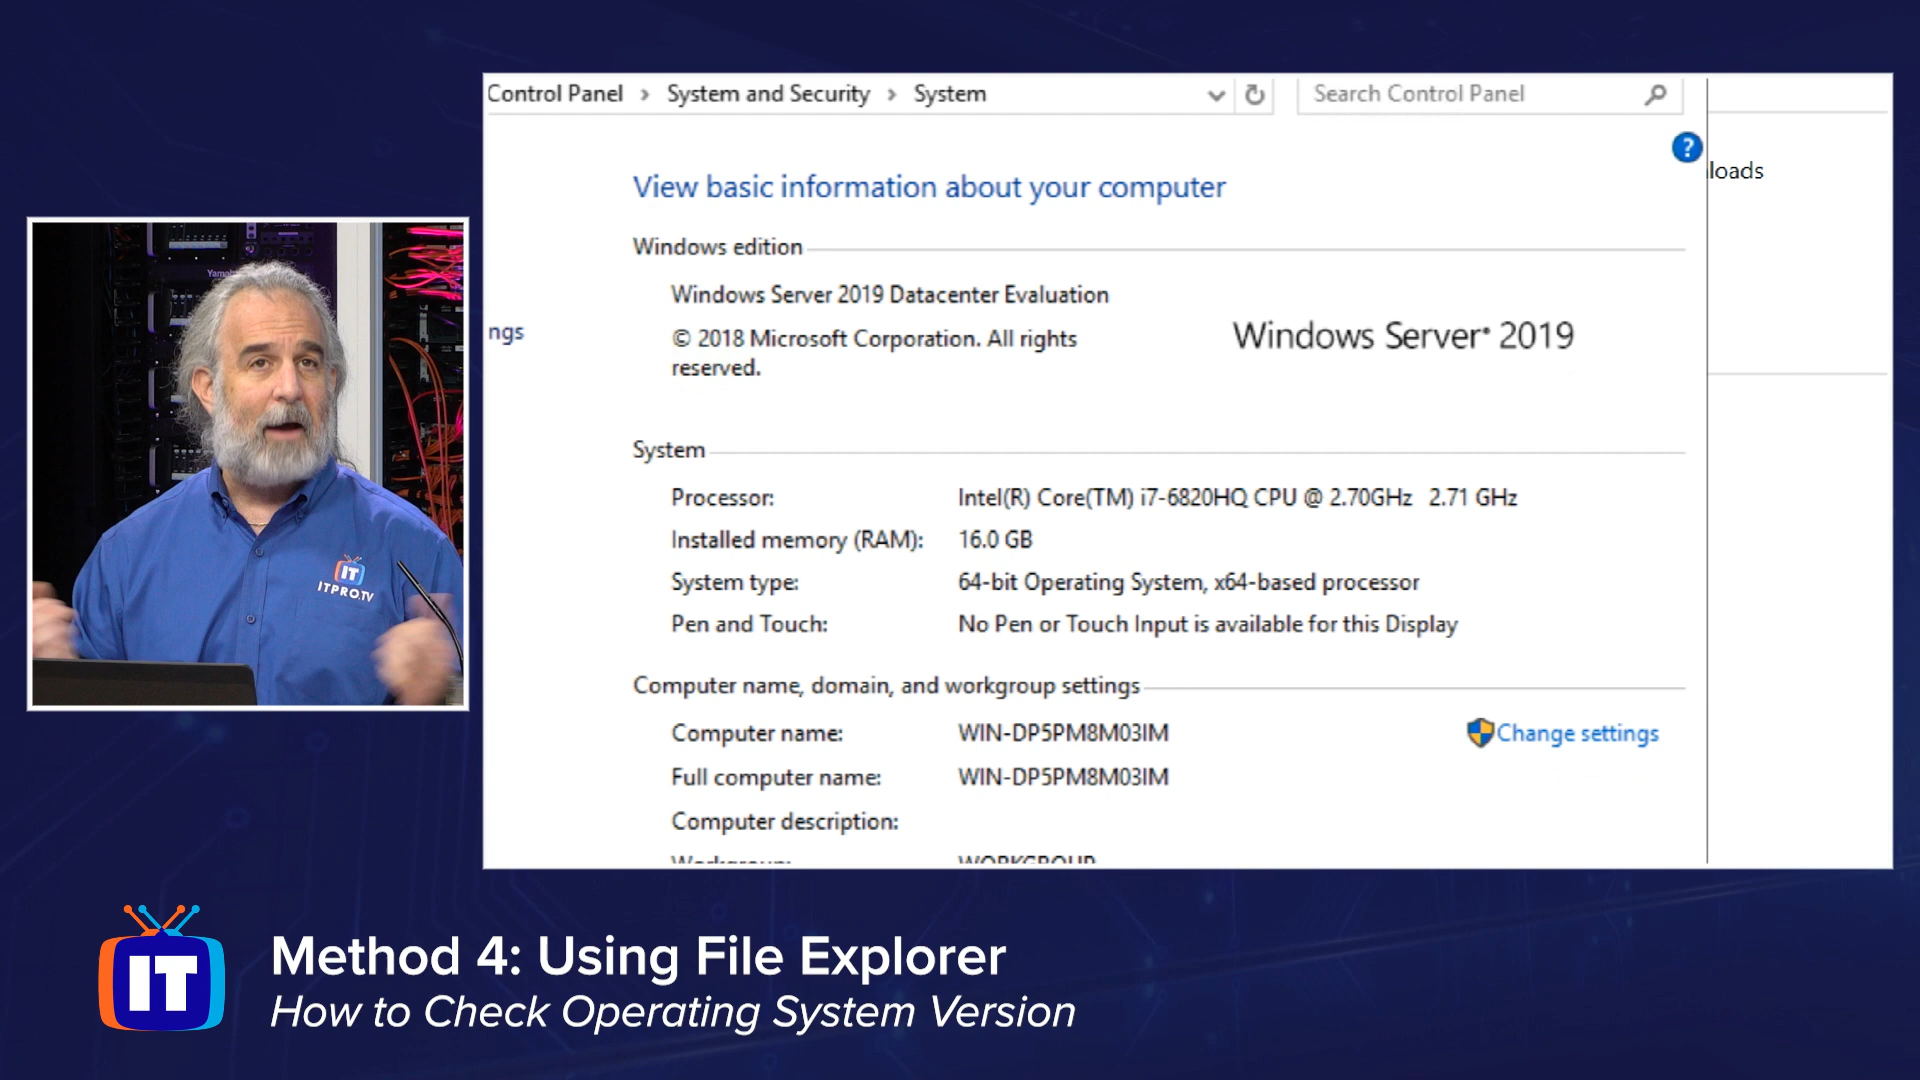 Control Panel > System and Security > System
Search Control Panel
?
loads
View basic information about your computer
Windows edition
Windows Server 2019 Datacenter Evaluation
© 2018 Microsoft Corporation. All rights
reserved.
Windows Server® 2019
ngs
System
Processor: Intel(R) Core(TM) i7-6820HQ CPU @ 2.70GHz 2.71 GHz
Installed memory (RAM): 16.0 GB
System type: 64-bit Operating System, x64-based processor
Pen and Touch: No Pen or Touch Input is available for this Display
Computer name, domain, and workgroup settings
Computer name: WIN-DP5PM8M03IM
Change settings
Full computer name: WIN-DP5PM8M03IM
Computer description:
Workgroup: WORKGROUP
IT
ITPRO.TV
IT
Method 4: Using File Explorer
How to Check Operating System Version